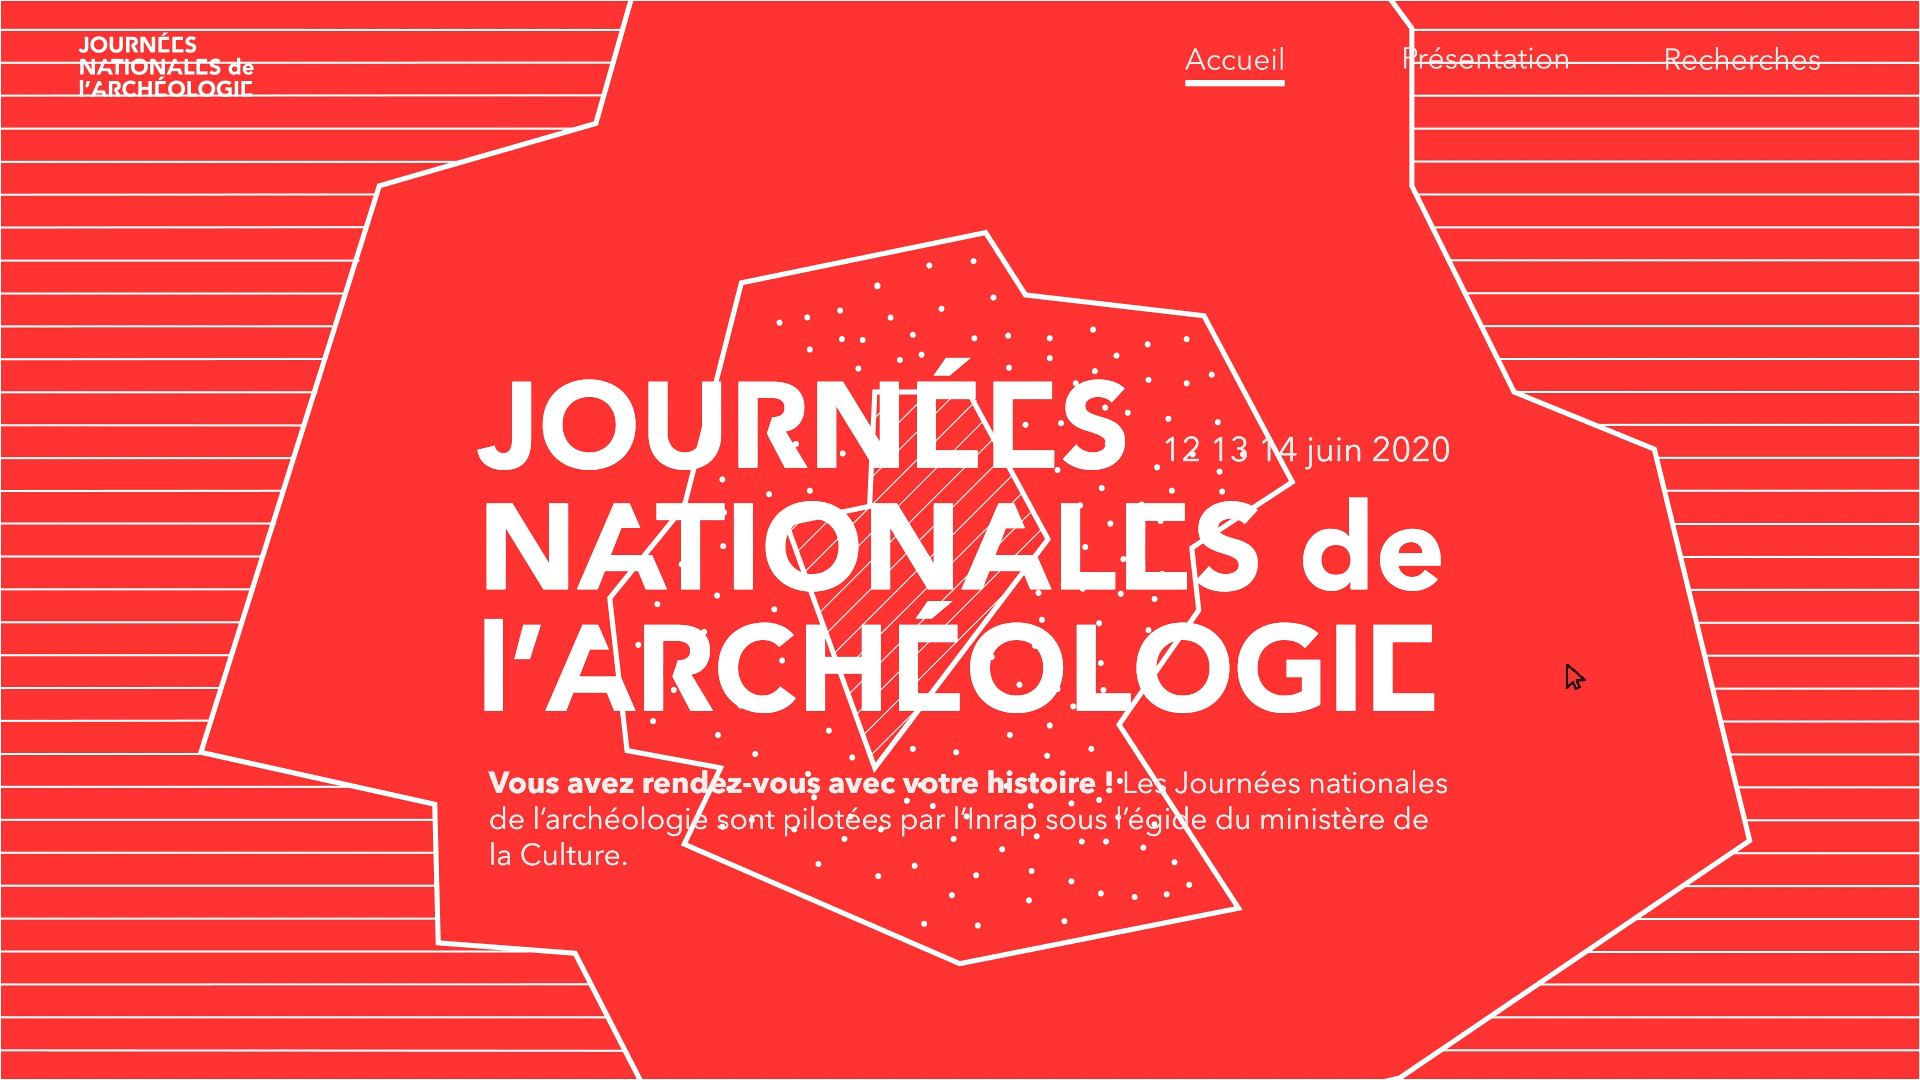 JOURNÉES
NATIONALES de
l'ARCHÉOLOGIE
Accueil
Présentation
Recherches
JOURNÉES
12 13 14 juin 2020
NATIONALES de
l'ARCHÉOLOGIE
Vous avez rendez-vous avec votre histoire ! Les Journées nationales
de l'archéologie sont pilotées par l'Inrap sous l'égide du ministère de
la Culture.